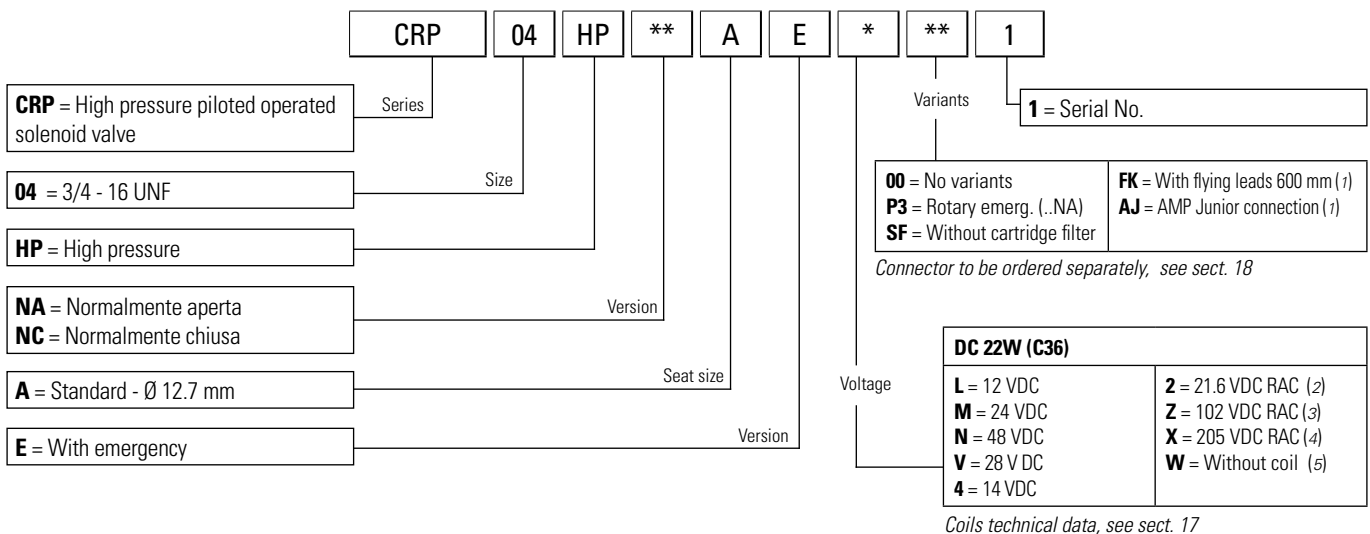 CRP 04 HP ** A E * ** 1
CRP = High pressure piloted operated
solenoid valve
Series
04 = 3/4 - 16 UNF
Size
HP = High pressure
NA = Normalmente aperta
NC = Normalmente chiusa
Version
A = Standard - Ø 12.7 mm
Seat size
E = With emergency
Version
Variants
1 = Serial No.
00 = No variants
P3 = Rotary emerg. (..NA)
SF = Without cartridge filter
FK = With flying leads 600 mm (1)
AJ = AMP Junior connection (1)
Connector to be ordered separately, see sect. 18
Voltage
DC 22W (C36)
L = 12 VDC
M = 24 VDC
N = 48 VDC
V = 28 V DC
4 = 14 VDC
2 = 21.6 VDC RAC (2)
Z = 102 VDC RAC (3)
X = 205 VDC RAC (4)
W = Without coil (5)
Coils technical data, see sect. 17